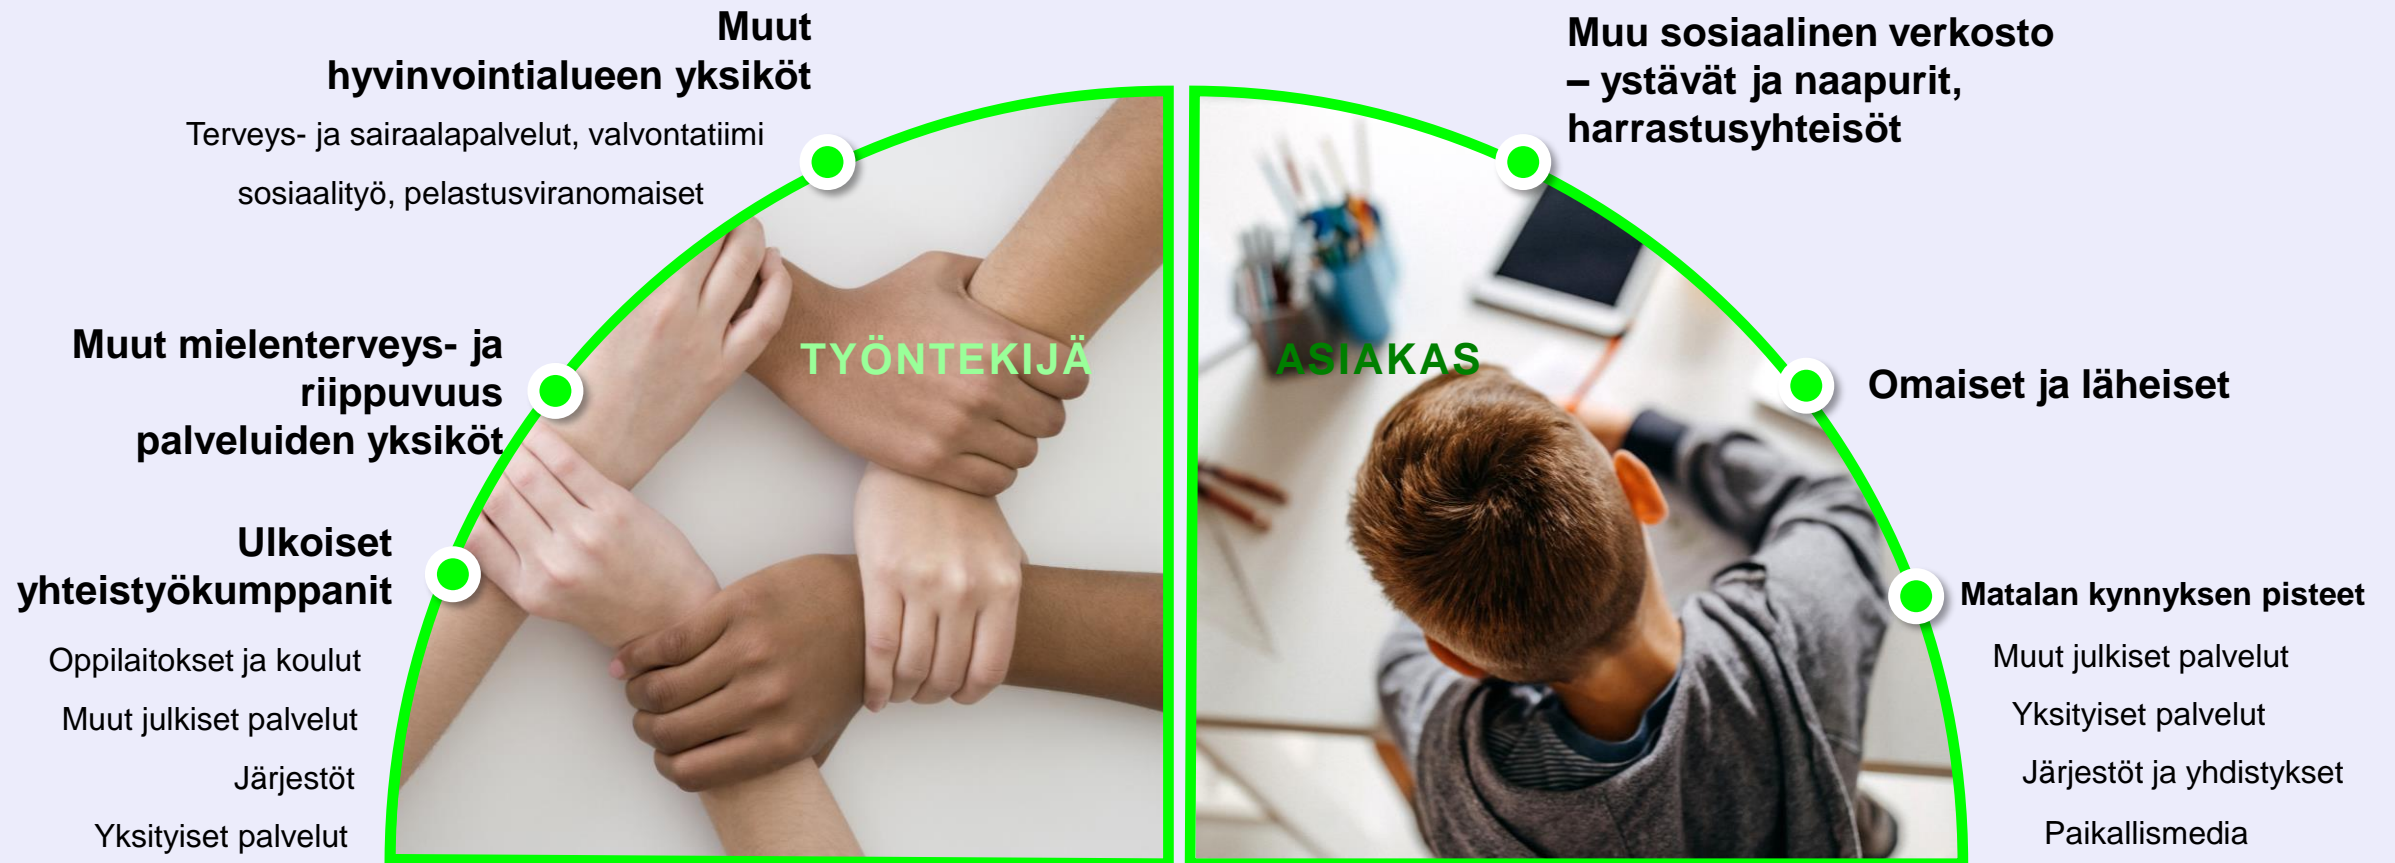 Muut
hyvinvointialueen yksiköt
Terveys- ja sairaalapalvelut, valvontatiimi
sosiaalityö, pelastusviranomaiset
Muut mielenterveys- ja
riippuvuus
palveluiden yksiköt
Ulkoiset
yhteistyökumppanit
Oppilaitokset ja koulut
Muut julkiset palvelut
Järjestöt
Yksityiset palvelut
TYÖNTEKIJÄ
ASIAKAS
Muu sosiaalinen verkosto
– ystävät ja naapurit,
harrastusyhteisöt
Omaiset ja läheiset
Matalan kynnyksen pisteet
Muut julkiset palvelut
Yksityiset palvelut
Järjestöt ja yhdistykset
Paikallismedia